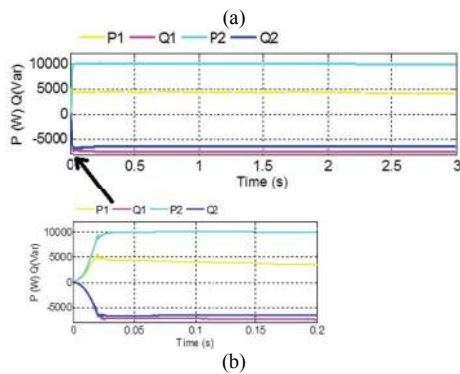 (a)
P1 Q1 P2 Q2
P (W) Q(Var)
10000
5000
0
-5000
0 0.5 1 1.5 2 2.5 3
Time (s)
P1 Q1 P2 Q2
P (W) Q(Var)
10000
5000
0
-5000
0 0.05 0.1 0.15 0.2
Time (s)
(b)